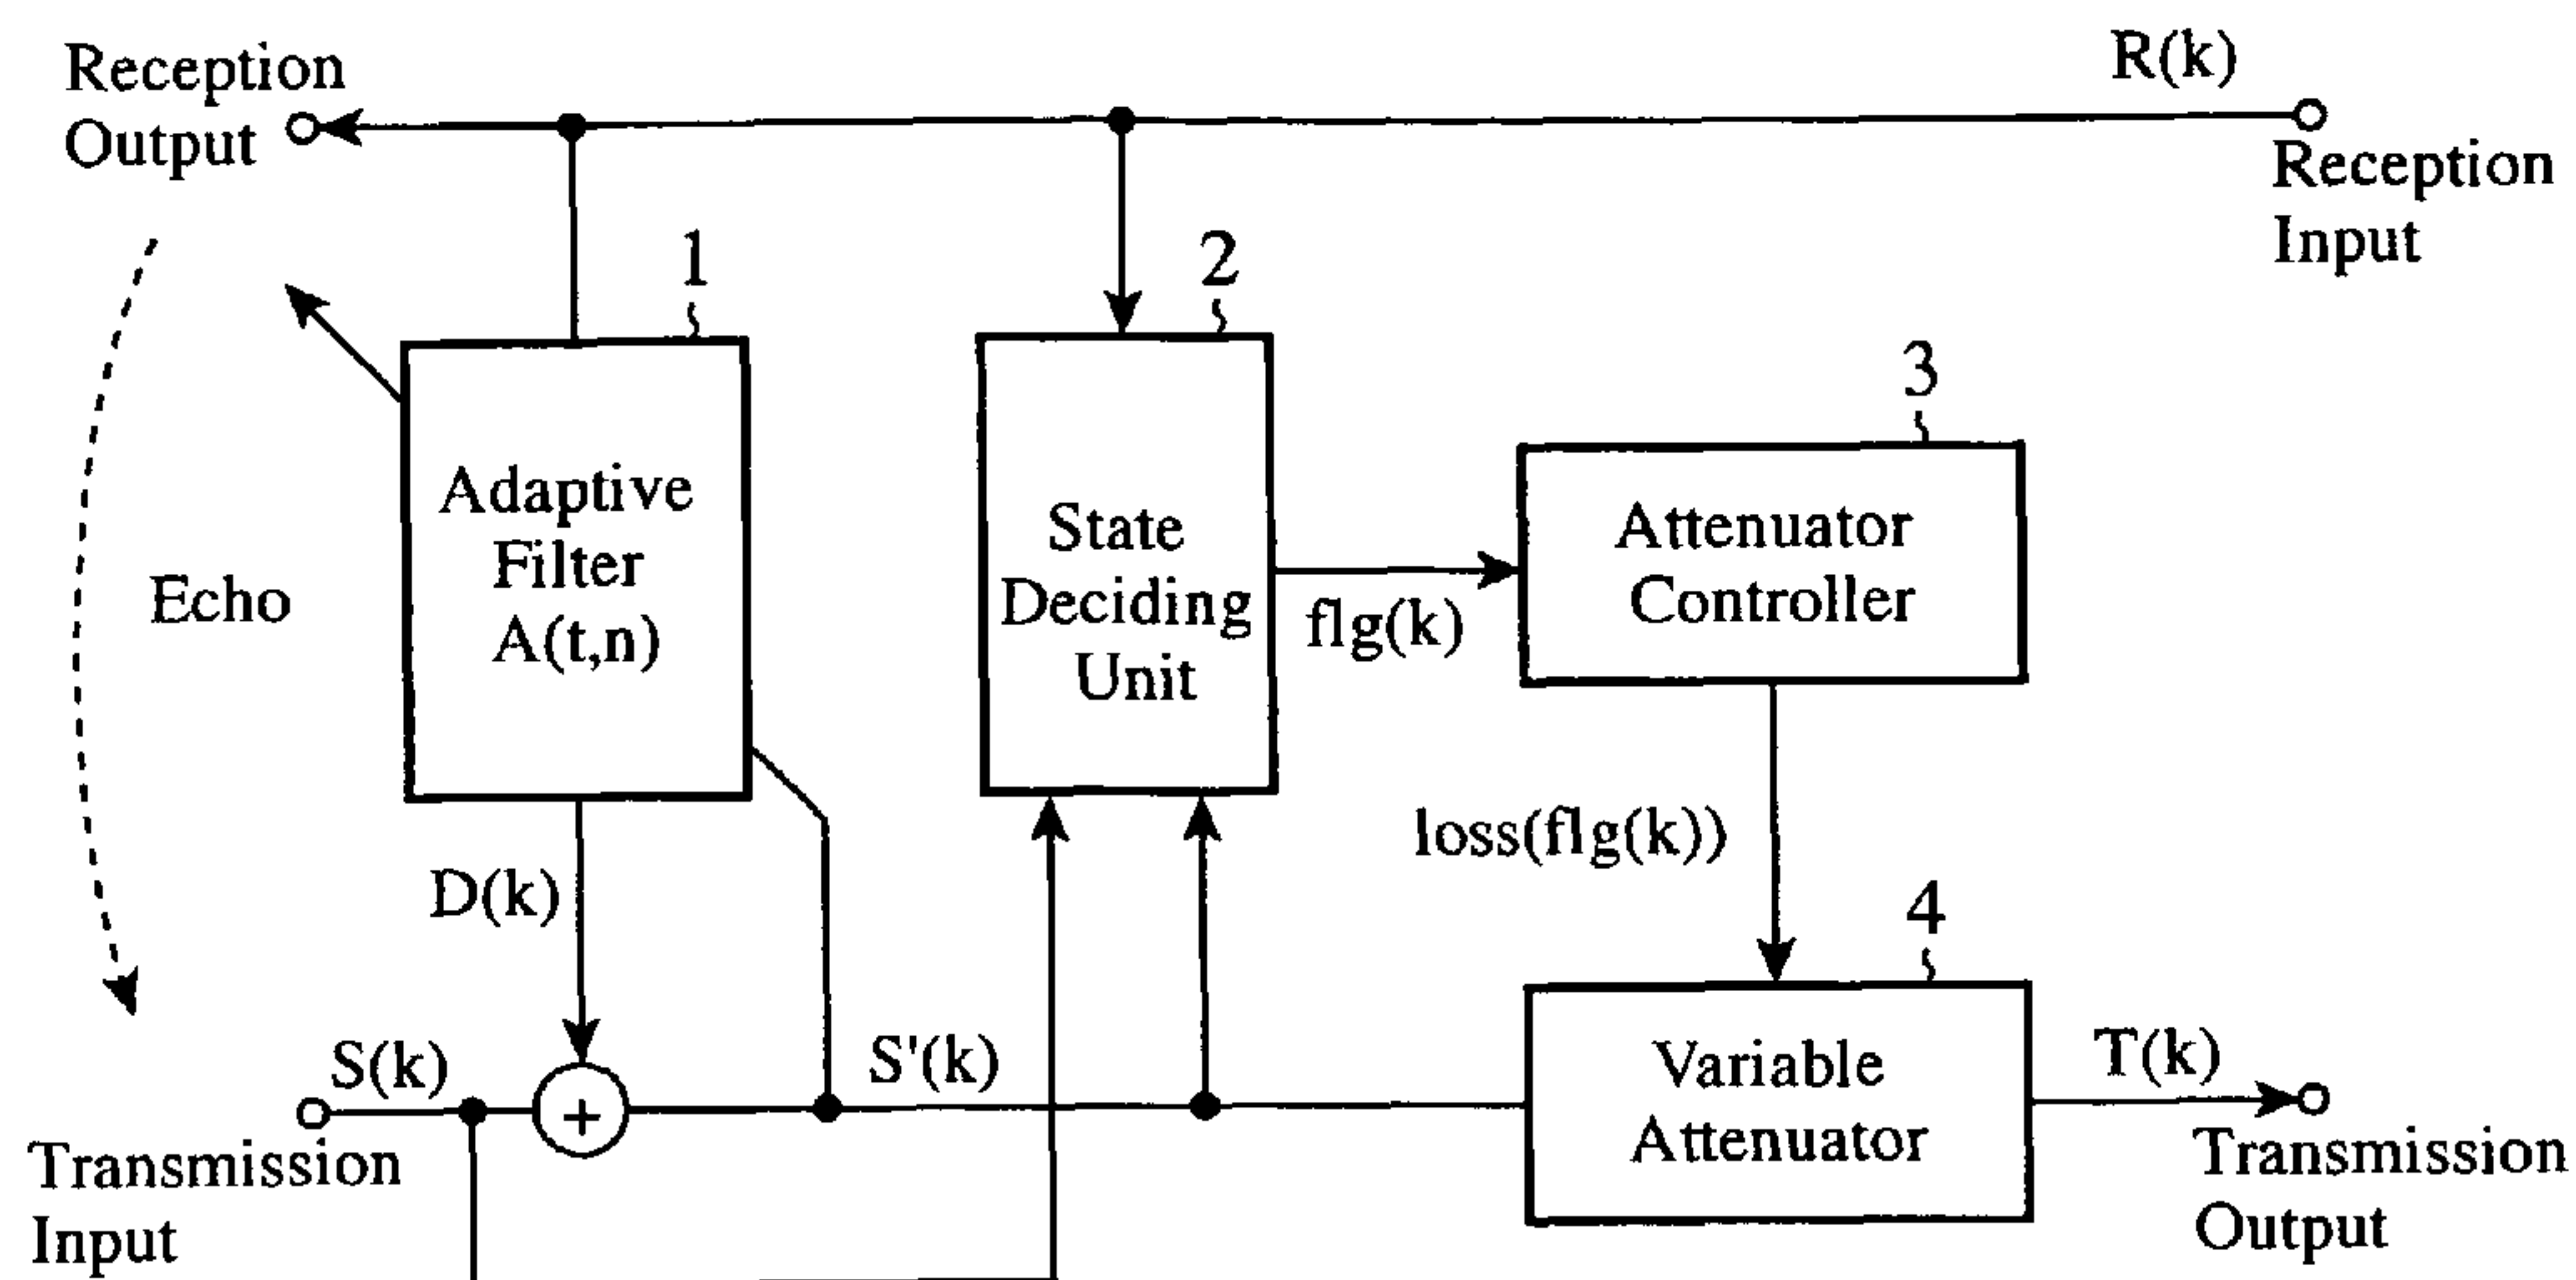 Reception
Output
R(k)
Reception
Input
1
2
3
Adaptive
Filter
A(t,n)
State
Deciding
Unit
Attenuator
Controller
Echo
flg(k)
loss(flg(k))
D(k)
4
S(k)
S'(k)
Variable
Attenuator
T(k)
+
Transmission
Input
Transmission
Output